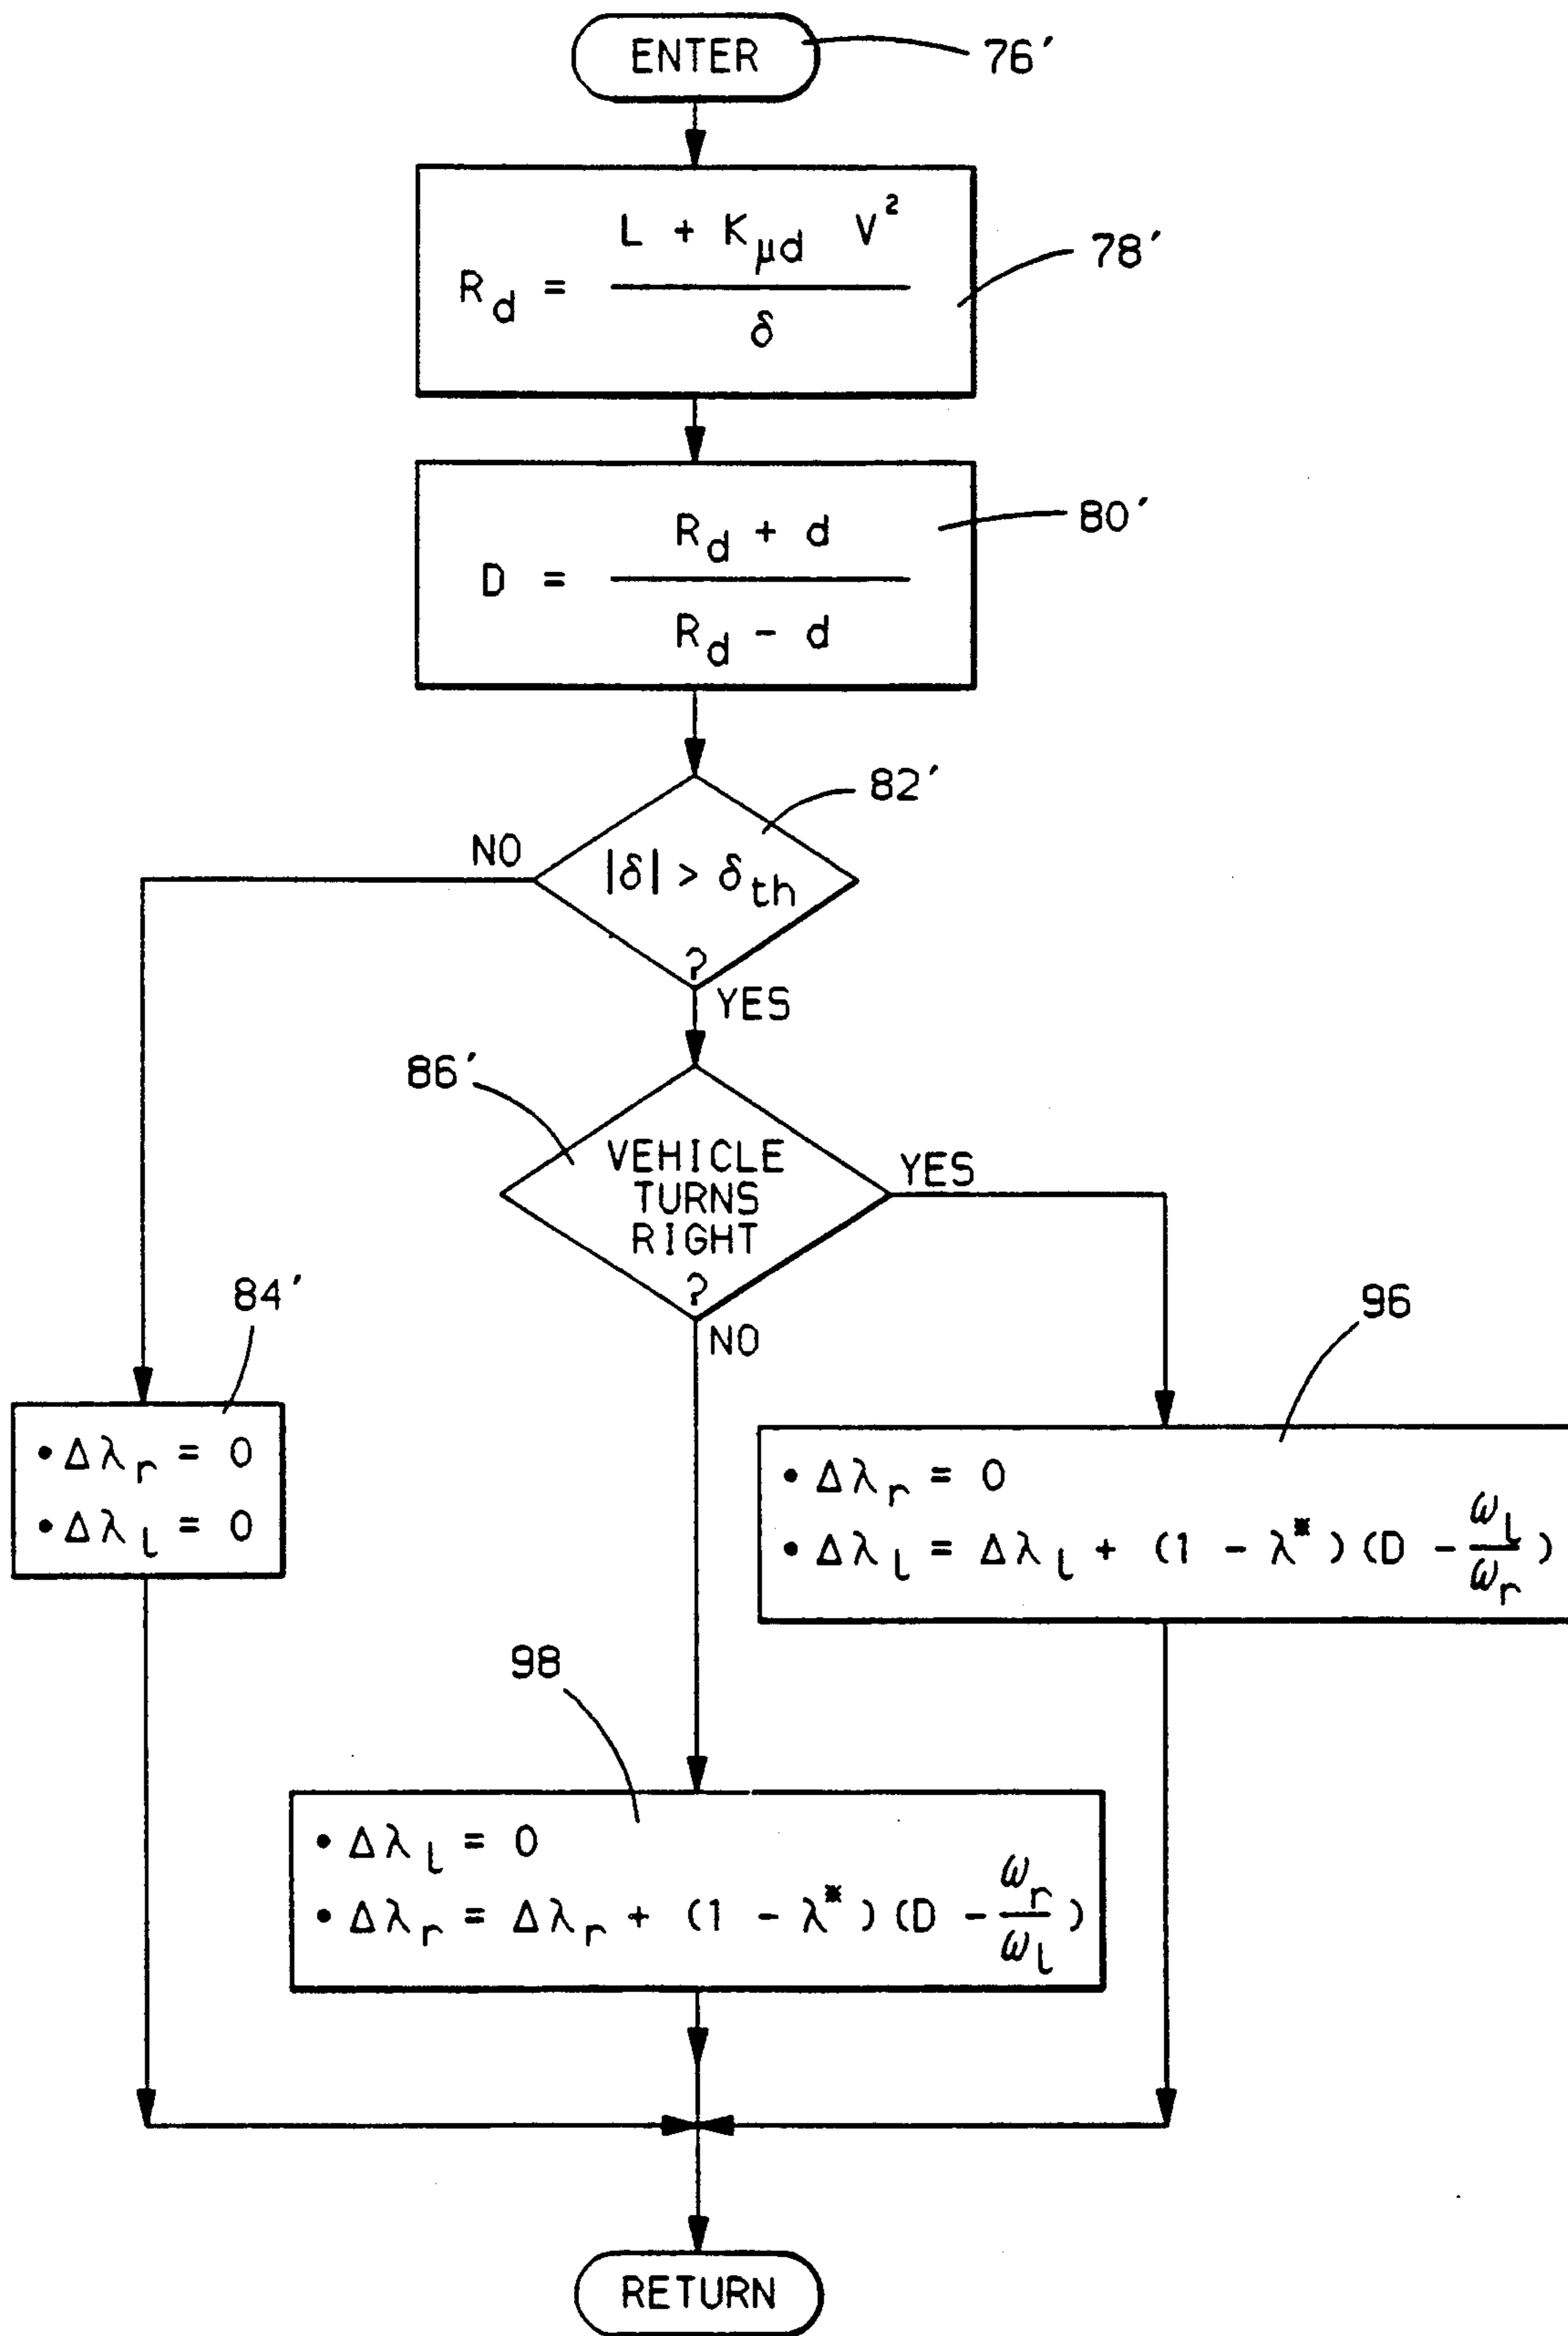 ENTER
76'
L + K_μd V²
R_d = ―――
δ
78'
R_d + d
D = ―――
R_d - d
80'
82'
NO
|δ| > δ_th
?
YES
86'
VEHICLE
TURNS
RIGHT
?
YES
NO
84'
• Δλ_r = 0
• Δλ_l = 0
96
• Δλ_r = 0
• Δλ_l = Δλ_l + (1 - λ*)(D - ω_l/ω_r)
98
• Δλ_l = 0
• Δλ_r = Δλ_r + (1 - λ*)(D - ω_r/ω_l)
RETURN